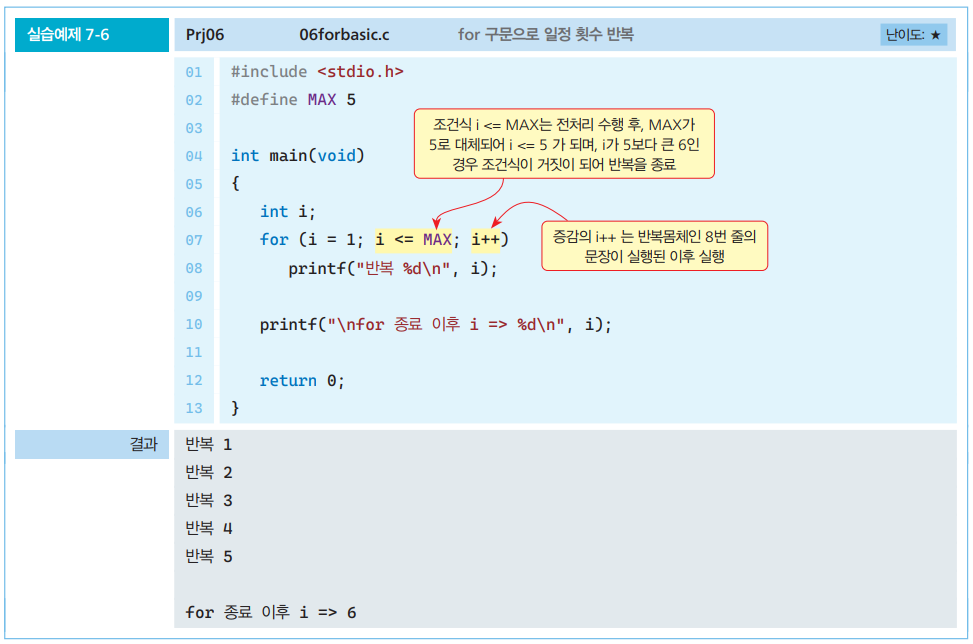 실습예제 7-6 Prj06 06forbasic.c for 구문으로 일정 횟수 반복 난이도: ★
01 #include <stdio.h>
02 #define MAX 5
03
조건식 i <= MAX는 전처리 수행 후, MAX가
5로 대체되어 i <= 5 가 되며, i가 5보다 큰 6인
경우 조건식이 거짓이 되어 반복을 종료
04 int main(void)
05 {
06 int i;
07 for (i = 1; i <= MAX; i++)
증감의 i++ 는 반복몸체인 8번 줄의
문장이 실행된 이후 실행
08 printf("반복 %d\n", i);
09
10 printf("\nfor 종료 이후 i => %d\n", i);
11
12 return 0;
13 }
결과 반복 1
반복 2
반복 3
반복 4
반복 5
for 종료 이후 i => 6